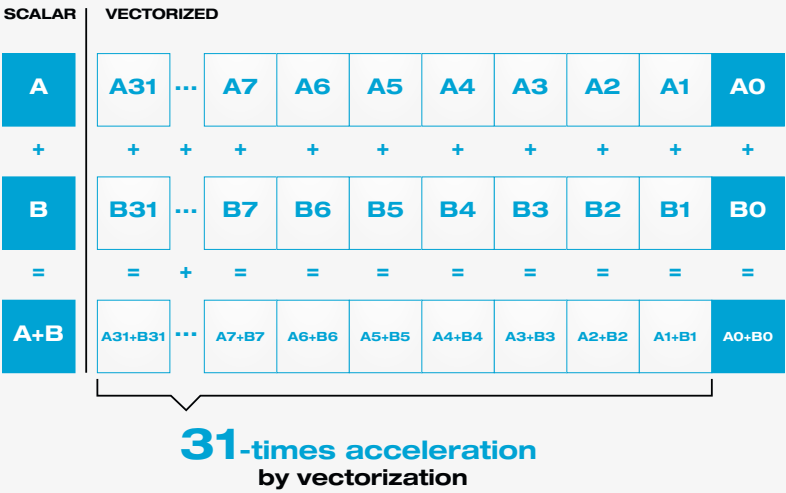 SCALAR VECTORIZED
A A31 ... A7 A6 A5 A4 A3 A2 A1 A0
+ + + + + + + + + + +
B B31 ... B7 B6 B5 B4 B3 B2 B1 B0
= = + = = = = = = = =
A+B A31+B31 ... A7+B7 A6+B6 A5+B5 A4+B4 A3+B3 A2+B2 A1+B1 A0+B0
31-times acceleration
by vectorization